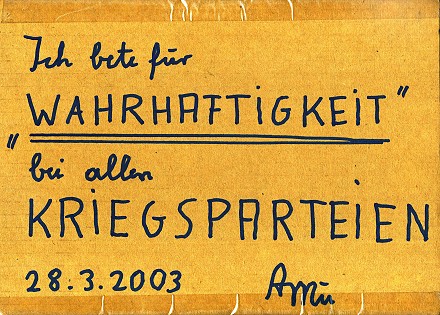 Ich bete für
WAHRHAFTIGKEIT"
"bei allen
KRIEGSPARTEIEN
28.3.2003